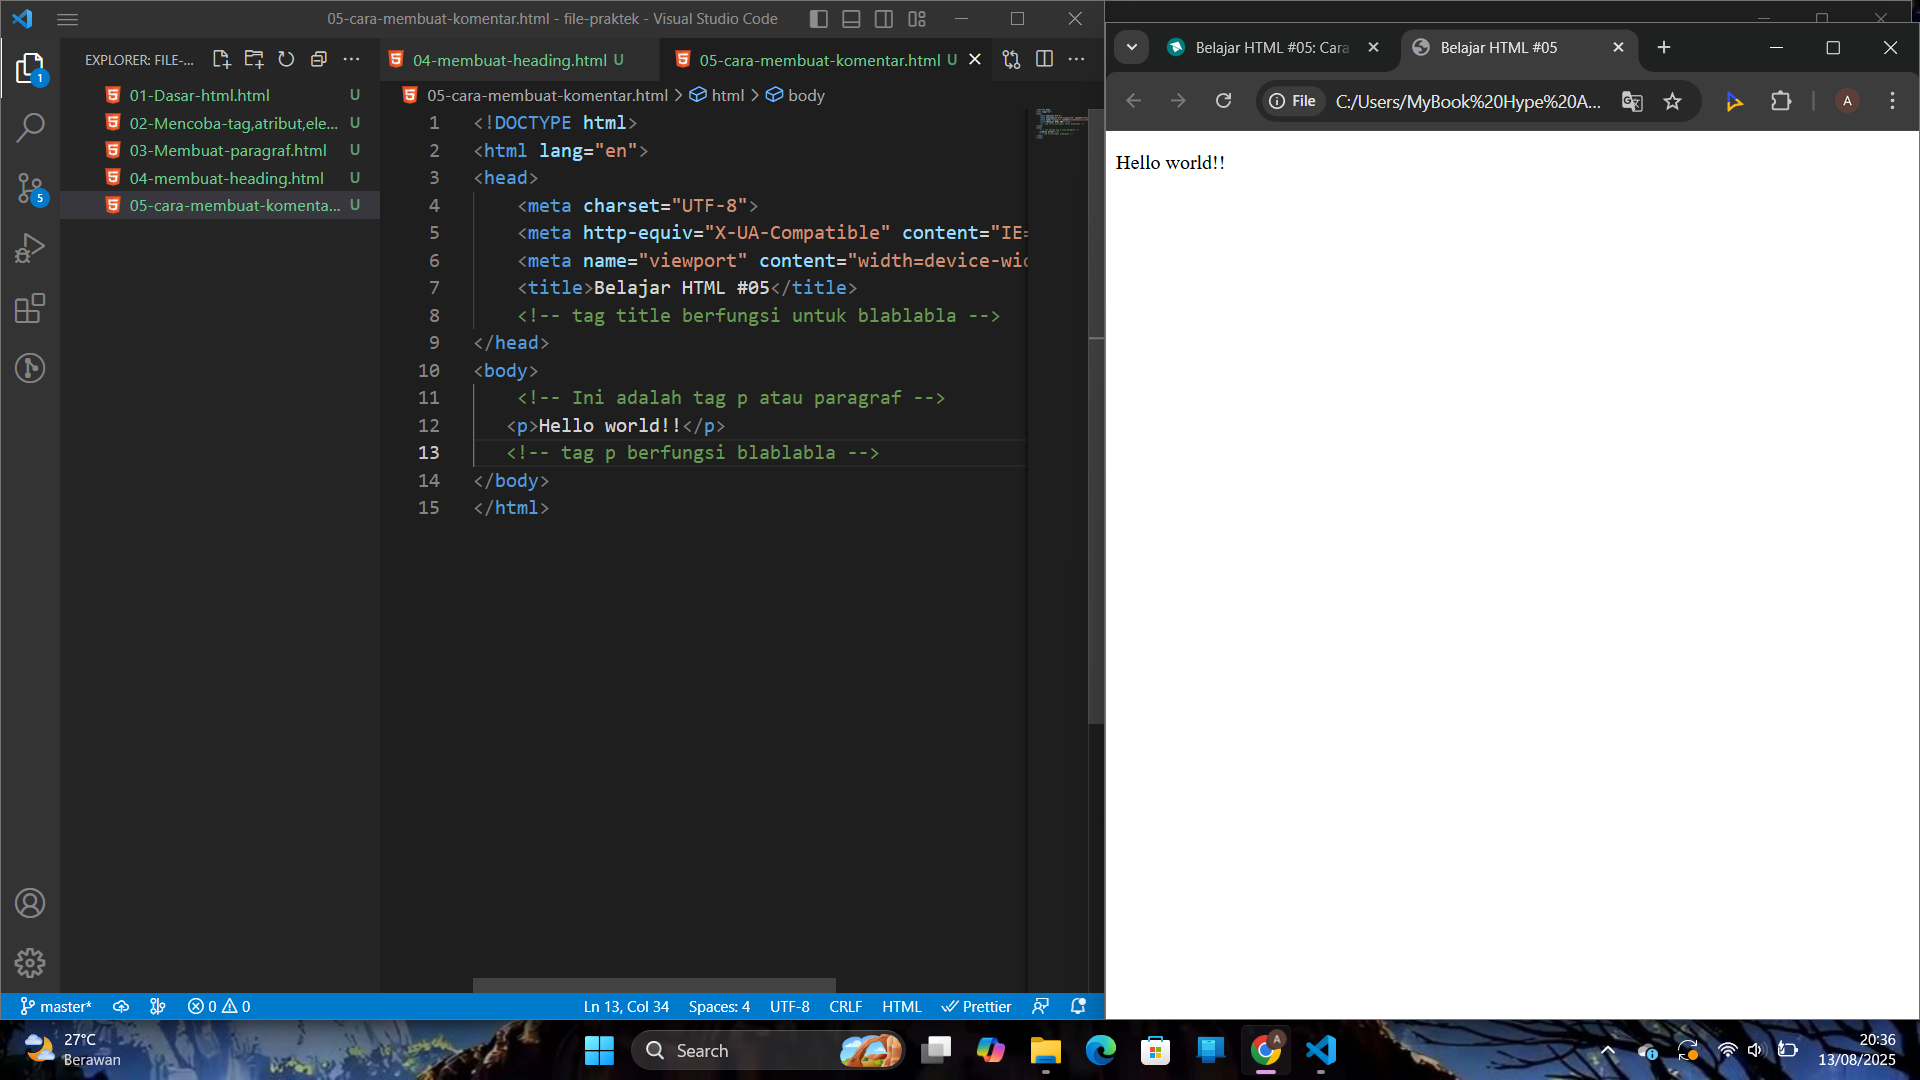 05-cara-membuat-komentar.html - file-praktek - Visual Studio Code
EXPLORER: FILE-...
01-Dasar-html.html U
02-Mencoba-tag,atribut,ele... U
03-Membuat-paragraf.html U
04-membuat-heading.html U
05-cara-membuat-komenta... U
1
5
04-membuat-heading.html U
05-cara-membuat-komentar.html U
05-cara-membuat-komentar.html > html > body
1 <!DOCTYPE html>
2 <html lang="en">
3 <head>
4 <meta charset="UTF-8">
5 <meta http-equiv="X-UA-Compatible" content="IE=
6 <meta name="viewport" content="width=device-wid
7 <title>Belajar HTML #05</title>
8 <!-- tag title berfungsi untuk blablabla -->
9 </head>
10 <body>
11 <!-- Ini adalah tag p atau paragraf -->
12 <p>Hello world!!</p>
13 <!-- tag p berfungsi blablabla -->
14 </body>
15 </html>
master* 0 0 Ln 13, Col 34 Spaces: 4 UTF-8 CRLF HTML Prettier
Belajar HTML #05: Cara
Belajar HTML #05
File C:/Users/MyBook%20Hype%20A... A
Hello world!!
27°C
Berawan
Search
A
20:36
13/08/2025